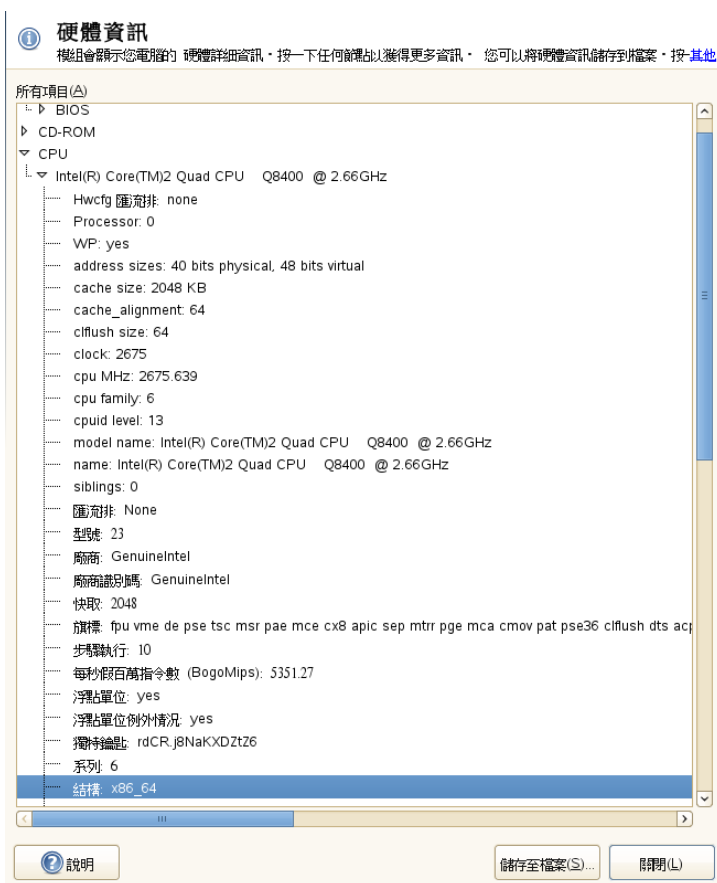 硬體資訊
模組會顯示您電腦的 硬體詳細資訊。按一下任何節點以獲得更多資訊。 您可以將硬體資訊儲存到檔案。按-其他
所有項目(A)
BIOS
CD-ROM
CPU
Intel(R) Core(TM)2 Quad CPU Q8400 @ 2.66GHz
Hwcfg 匯流排: none
Processor: 0
WP: yes
address sizes: 40 bits physical, 48 bits virtual
cache size: 2048 KB
cache_alignment: 64
clflush size: 64
clock: 2675
cpu MHz: 2675.639
cpu family: 6
cpuid level: 13
model name: Intel(R) Core(TM)2 Quad CPU Q8400 @ 2.66GHz
name: Intel(R) Core(TM)2 Quad CPU Q8400 @ 2.66GHz
siblings: 0
匯流排: None
型號: 23
廠商: GenuineIntel
廠商識別碼: GenuineIntel
快取: 2048
旗標: fpu vme de pse tsc msr pae mce cx8 apic sep mtrr pge mca cmov pat pse36 clflush dts acp
步驟執行: 10
每秒假百萬指令數 (BogoMips): 5351.27
浮點單位: yes
浮點單位例外情況: yes
獨特鑰匙: rdCR.j8NaKXDZtZ6
系列: 6
結構: x86_64
說明
儲存至檔案(S)...
關閉(L)